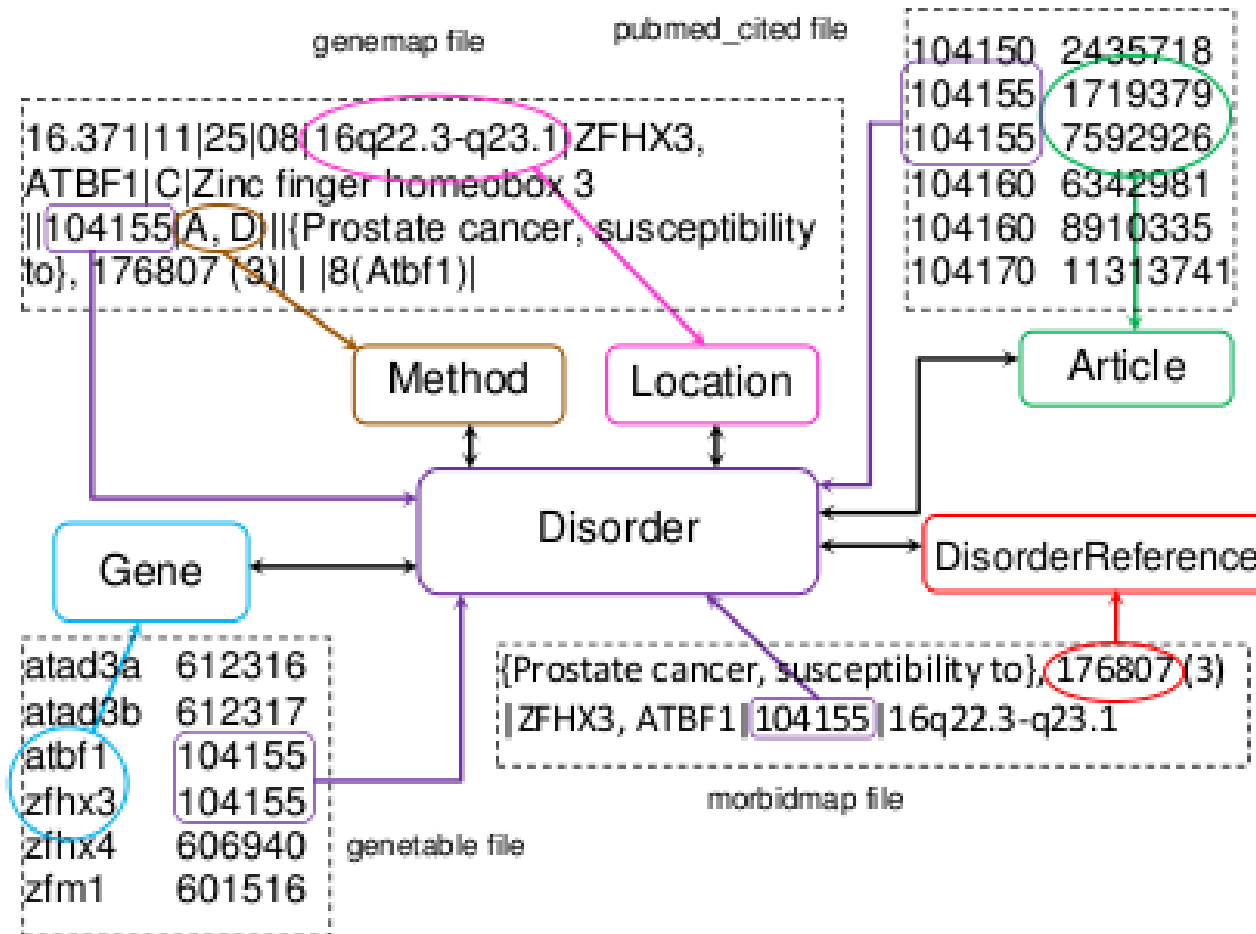 genemap file
pubmed_cited file
16.371|11|25|08|16q22.3-q23.1|ZFHX3,
ATBF1|C|Zinc finger homeobox 3
||104155(A, D)||{Prostate cancer, susceptibility
to}, 176807 (3)| | |8(Atbf1)|
104150 2435718
104155 1719379
104155 7592926
104160 6342981
104160 8910335
104170 11313741
Method
Location
Article
Disorder
Gene
DisorderReference
atad3a 612316
atad3b 612317
atbf1 104155
zfhx3 104155
zfhx4 606940
zfm1 601516
genetable file
{Prostate cancer, susceptibility to}, 176807 (3)
|ZFHX3, ATBF1|104155|16q22.3-q23.1
morbidmap file